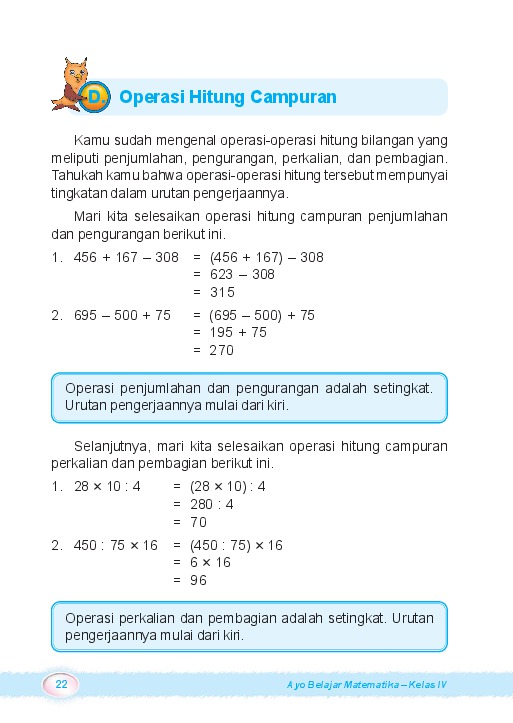 D. Operasi Hitung Campuran
Kamu sudah mengenal operasi-operasi hitung bilangan yang
meliputi penjumlahan, pengurangan, perkalian, dan pembagian.
Tahukah kamu bahwa operasi-operasi hitung tersebut mempunyai
tingkatan dalam urutan pengerjaannya.
Mari kita selesaikan operasi hitung campuran penjumlahan
dan pengurangan berikut ini.
1. 456 + 167 – 308 = (456 + 167) – 308
= 623 – 308
= 315
2. 695 – 500 + 75 = (695 – 500) + 75
= 195 + 75
= 270
Operasi penjumlahan dan pengurangan adalah setingkat.
Urutan pengerjaannya mulai dari kiri.
Selanjutnya, mari kita selesaikan operasi hitung campuran
perkalian dan pembagian berikut ini.
1. 28 × 10 : 4 = (28 × 10) : 4
= 280 : 4
= 70
2. 450 : 75 × 16 = (450 : 75) × 16
= 6 × 16
= 96
Operasi perkalian dan pembagian adalah setingkat. Urutan
pengerjaannya mulai dari kiri.
22 Ayo Belajar Matematika – Kelas IV